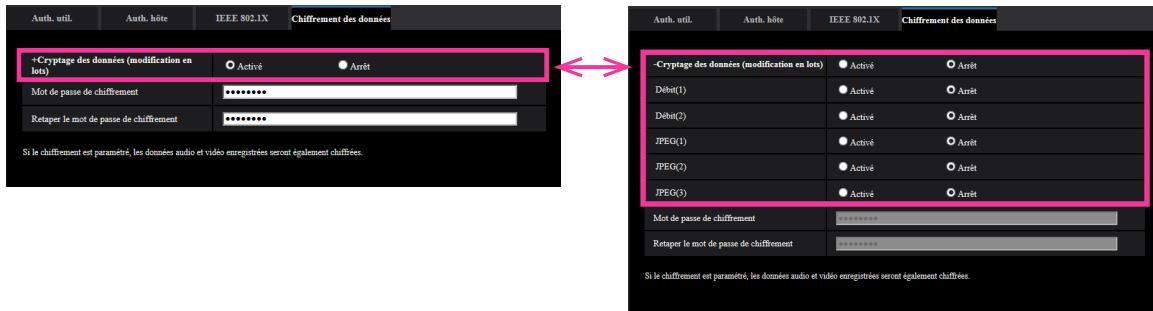 Auth. util. Auth. hôte IEEE 802.1X Chiffrement des données
+Cryptage des données (modification en
lots)
Activé Arrêt
Mot de passe de chiffrement ••••••••
Retaper le mot de passe de chiffrement ••••••••
Si le chiffrement est paramétré, les données audio et vidéo enregistrées seront également chiffrées.
Auth. util. Auth. hôte IEEE 802.1X Chiffrement des données
-Cryptage des données (modification en lots) Activé Arrêt
Débit(1) Activé Arrêt
Débit(2) Activé Arrêt
JPEG(1) Activé Arrêt
JPEG(2) Activé Arrêt
JPEG(3) Activé Arrêt
Mot de passe de chiffrement ••••••••
Retaper le mot de passe de chiffrement ••••••••
Si le chiffrement est paramétré, les données audio et vidéo enregistrées seront également chiffrées.